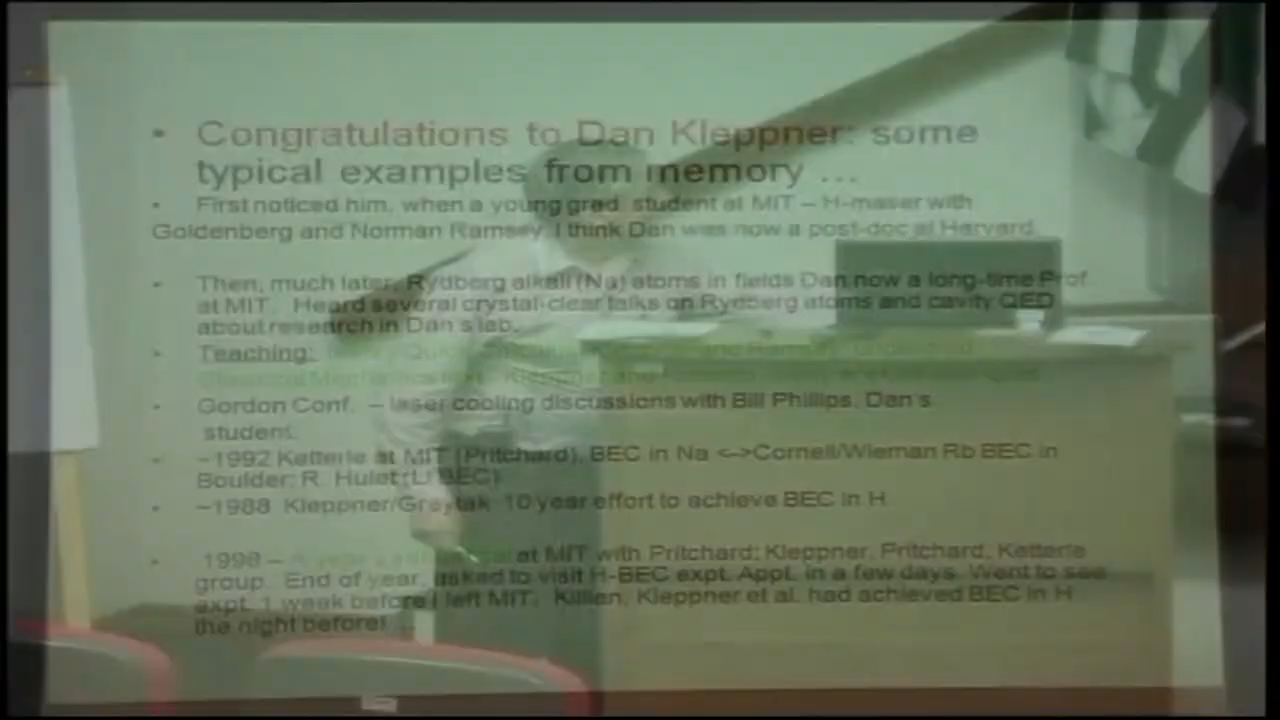 • Congratulations to Dan Kleppner: some
typical examples from memory ...
• First noticed him, when a young grad. student at MIT – H-maser with
Goldenberg and Norman Ramsey. I think Dan was now a post-doc at Harvard.
• Then, much later, Rydberg alkali (Na) atoms in fields Dan now a long-time Prof.
at MIT. Heard several crystal-clear talks on Rydberg atoms and cavity QED
about research in Dan's lab.
• Teaching:
• Gordon Conf. – laser cooling discussions with Bill Phillips, Dan's
student.
• ~1992 Ketterle at MIT (Pritchard), BEC in Na <->Cornell/Wieman Rb BEC in
Boulder; R. Hulet (Li BEC)
• ~1988 Kleppner/Greytak 10 year effort to achieve BEC in H
• 1998 – at MIT with Pritchard; Kleppner, Pritchard, Ketterle
group. End of year, asked to visit H-BEC expt. Appt. in a few days. Went to see
expt. 1 week before I left MIT. Killian, Kleppner et al. had achieved BEC in H
the night before!